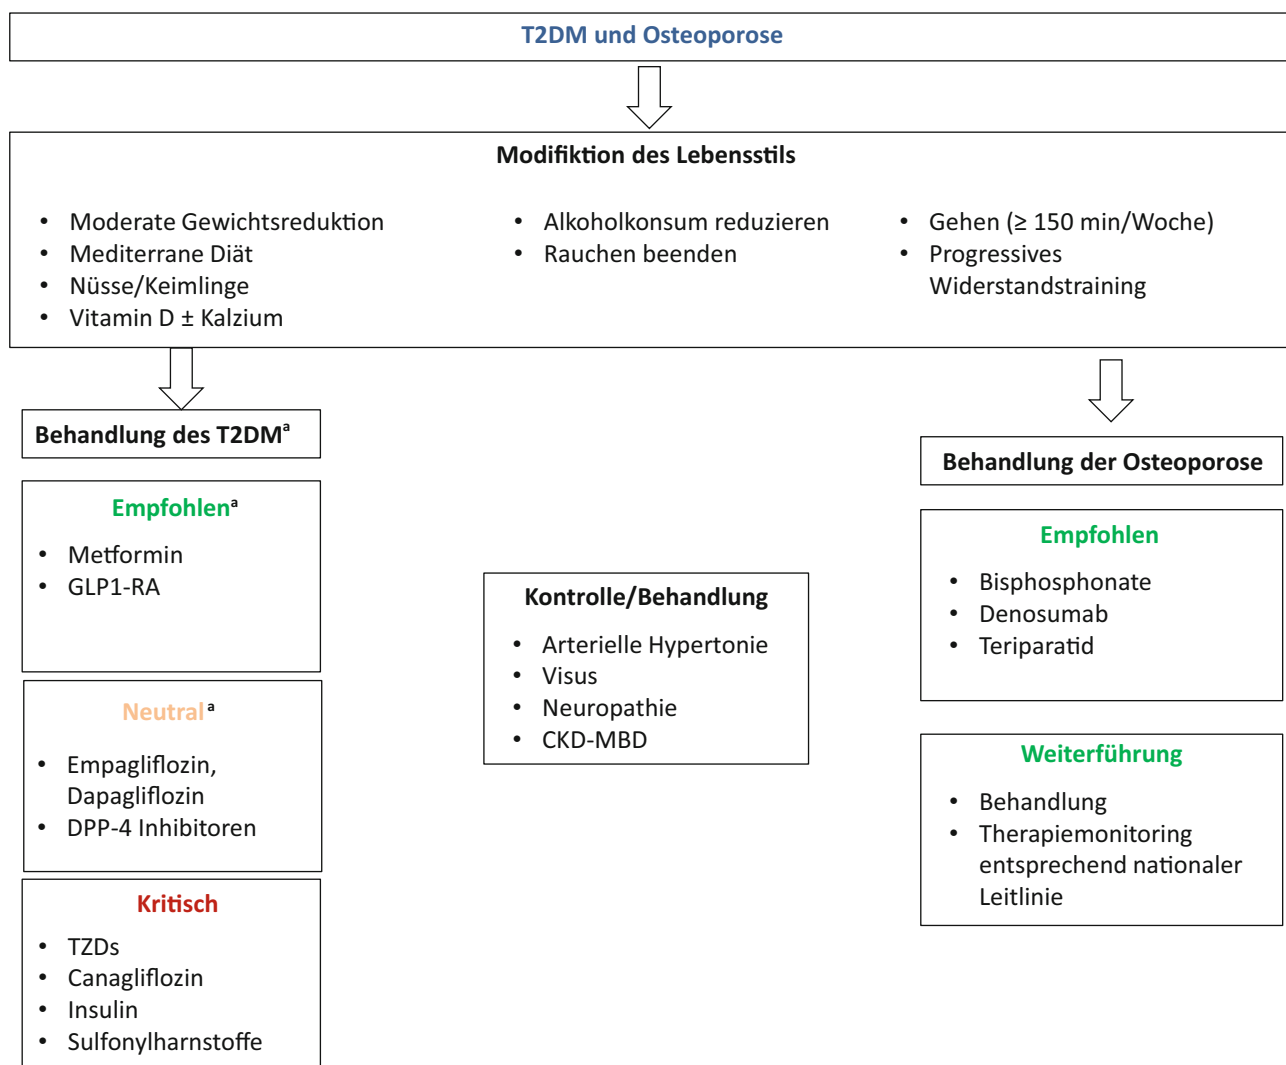 T2DM und Osteoporose
Modifiktion des Lebensstils
• Moderate Gewichtsreduktion
• Mediterrane Diät
• Nüsse/Keimlinge
• Vitamin D ± Kalzium
• Alkoholkonsum reduzieren
• Rauchen beenden
• Gehen (≥ 150 min/Woche)
• Progressives
Widerstandstraining
Behandlung des T2DMª
Empfohlenª
• Metformin
• GLP1-RA
Neutral ª
• Empagliflozin,
Dapagliflozin
• DPP-4 Inhibitoren
Kritisch
• TZDs
• Canagliflozin
• Insulin
• Sulfonylharnstoffe
Kontrolle/Behandlung
• Arterielle Hypertonie
• Visus
• Neuropathie
• CKD-MBD
Behandlung der Osteoporose
Empfohlen
• Bisphosphonate
• Denosumab
• Teriparatid
Weiterführung
• Behandlung
• Therapiemonitoring
entsprechend nationaler
Leitlinie